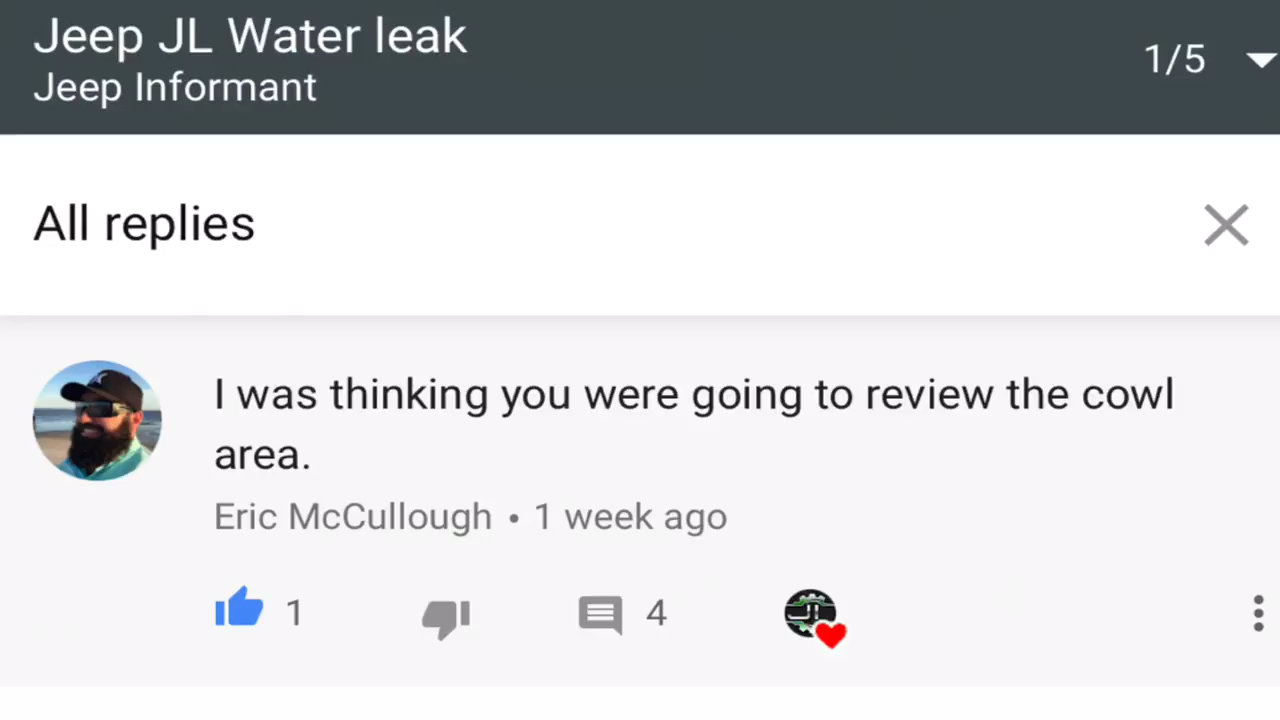 Jeep JL Water leak
Jeep Informant
1/5
All replies
I was thinking you were going to review the cowl
area.
Eric McCullough • 1 week ago
1
4
JI